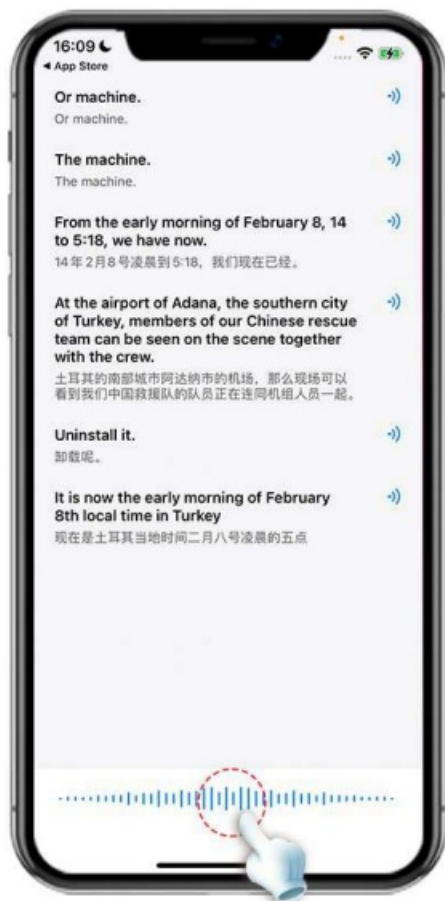 16:09
◀ App Store
Or machine.
Or machine.
The machine.
The machine.
From the early morning of February 8, 14
to 5:18, we have now.
14年2月8号凌晨到5:18，我们现在已经。
At the airport of Adana, the southern city
of Turkey, members of our Chinese rescue
team can be seen on the scene together
with the crew.
土耳其的南部城市阿达纳市的机场，那么现场可以
看到我们中国救援队的队员正在连同机组人员一起。
Uninstall it.
卸载呢。
It is now the early morning of February
8th local time in Turkey
现在是土耳其当地时间二月八号凌晨的五点